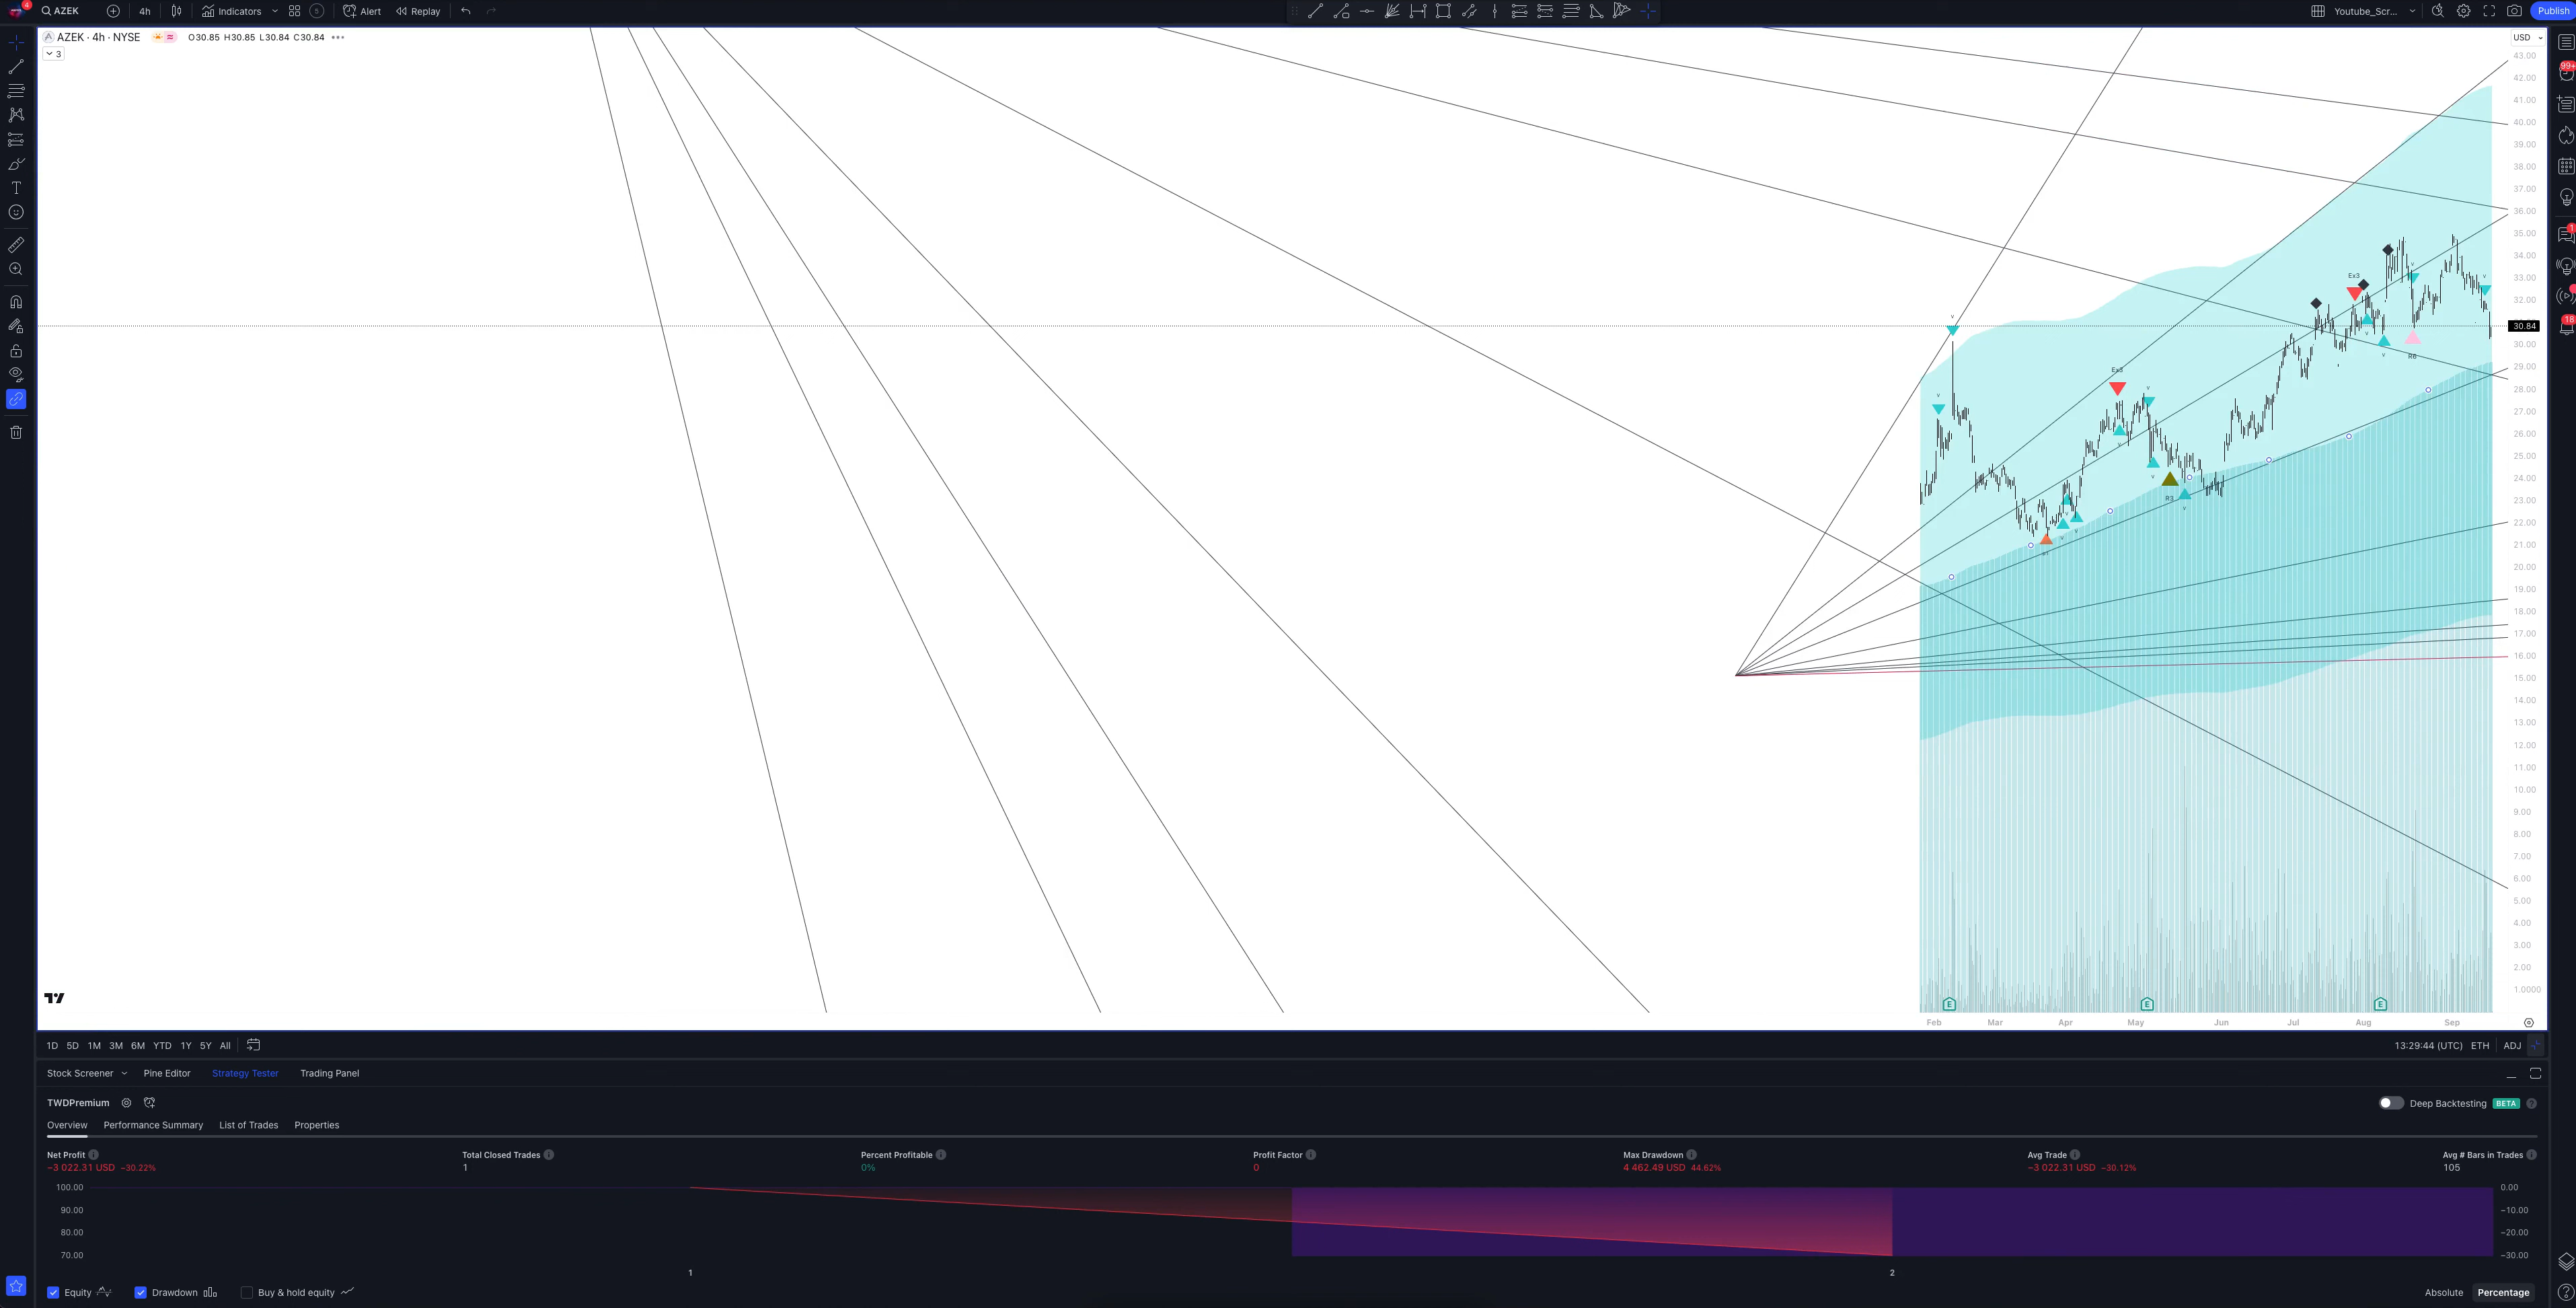 4
AZEK
4h
Indicators
5
Alert
Replay
Youtube_Scr...
Publish
AZEK · 4h · NYSE
O30.85 H30.85 L30.84 C30.84
3
USD
43.00
42.00
41.00
40.00
39.00
38.00
37.00
36.00
35.00
34.00
33.00
32.00
30.84
30.00
29.00
28.00
27.00
26.00
25.00
24.00
23.00
22.00
21.00
20.00
19.00
18.00
17.00
16.00
15.00
14.00
13.00
12.00
11.00
10.00
9.00
8.00
7.00
6.00
5.00
4.00
3.00
2.00
1.0000
99+
1
18
Ex3
Ex3
R6
R3
v
v
v
v
v
v
v
v
v
v
v
v
v
E
E
E
Feb Mar Apr May Jun Jul Aug Sep
1D 5D 1M 3M 6M YTD 1Y 5Y All
13:29:44 (UTC) ETH ADJ
Stock Screener Pine Editor Strategy Tester Trading Panel
TWDPremium
Deep Backtesting BETA
Overview Performance Summary List of Trades Properties
Net Profit Total Closed Trades Percent Profitable Profit Factor Max Drawdown Avg Trade Avg # Bars in Trades
−3 022.31 USD −30.22% 1 0% 0 4 462.49 USD 44.62% −3 022.31 USD −30.12% 105
100.00 0.00
90.00 −10.00
80.00 −20.00
70.00 −30.00
1 2
Equity Drawdown Buy & hold equity Absolute Percentage